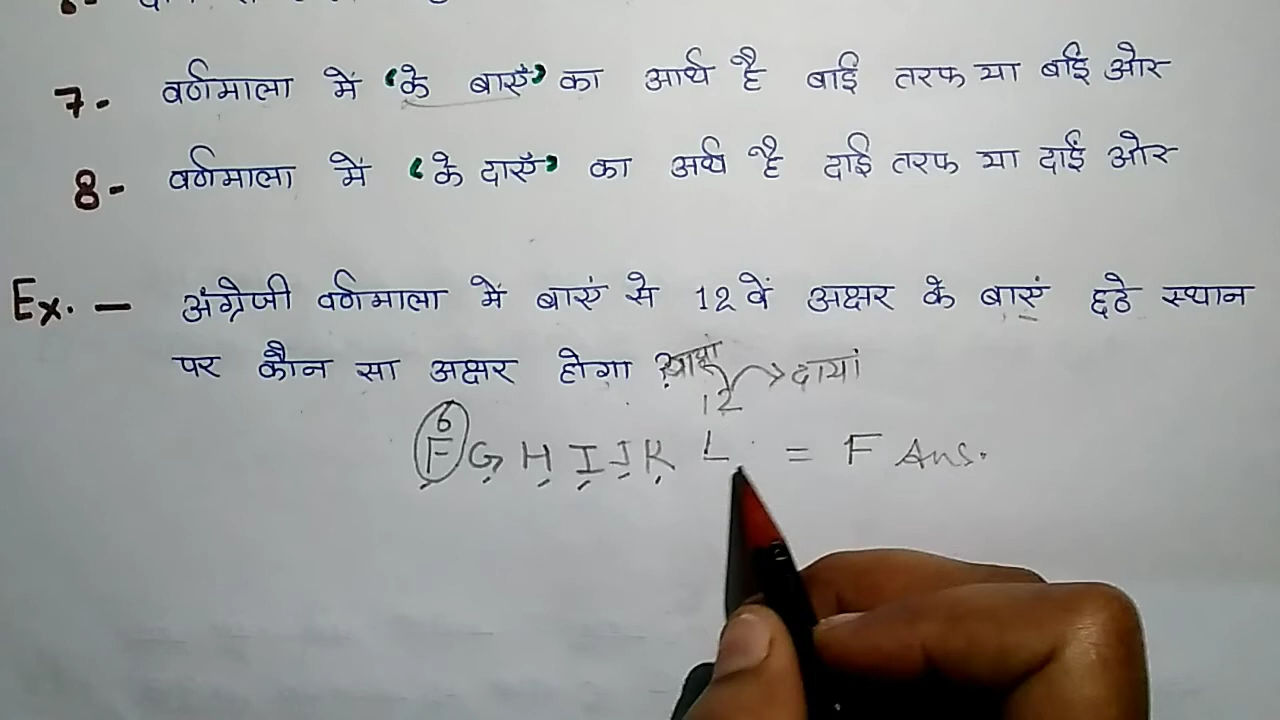 7- वर्णमाला में 'के बाएँ' का आर्थ है बाई तरफ या बाँई ओर
8- वर्णमाला में 'के दाएँ' का अर्थ है दाई तरफ या दाईं ओर
Ex. - अंग्रेजी वर्णमाला में बाएं से 12 वें अक्षर के बाएं छठे स्थान
पर कौन सा अक्षर होगा दायां
6 12
F G H I J K L = F Ans.